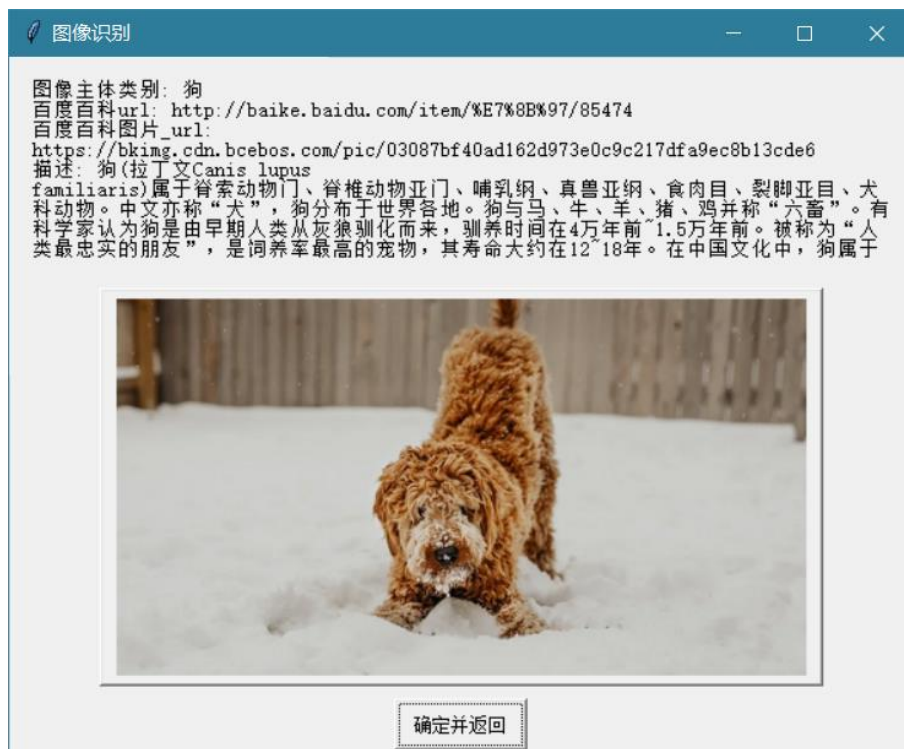 图像识别
图像主体类别: 狗
百度百科url: http://baike.baidu.com/item/%E7%8B%97/85474
百度百科图片_url:
https://bkimg.cdn.bcebos.com/pic/03087bf40ad162d973e0c9c217dfa9ec8b13cde6
描述: 狗(拉丁文Canis lupus
familiaris)属于脊索动物门、脊椎动物亚门、哺乳纲、真兽亚纲、食肉目、裂脚亚目、犬
科动物。中文亦称“犬”，狗分布于世界各地。狗与马、牛、羊、猪、鸡并称“六畜”。有
科学家认为狗是由早期人类从灰狼驯化而来，驯养时间在4万年前~1.5万年前。被称为“人
类最忠实的朋友”，是饲养率最高的宠物，其寿命大约在12~18年。在中国文化中，狗属于
确定并返回